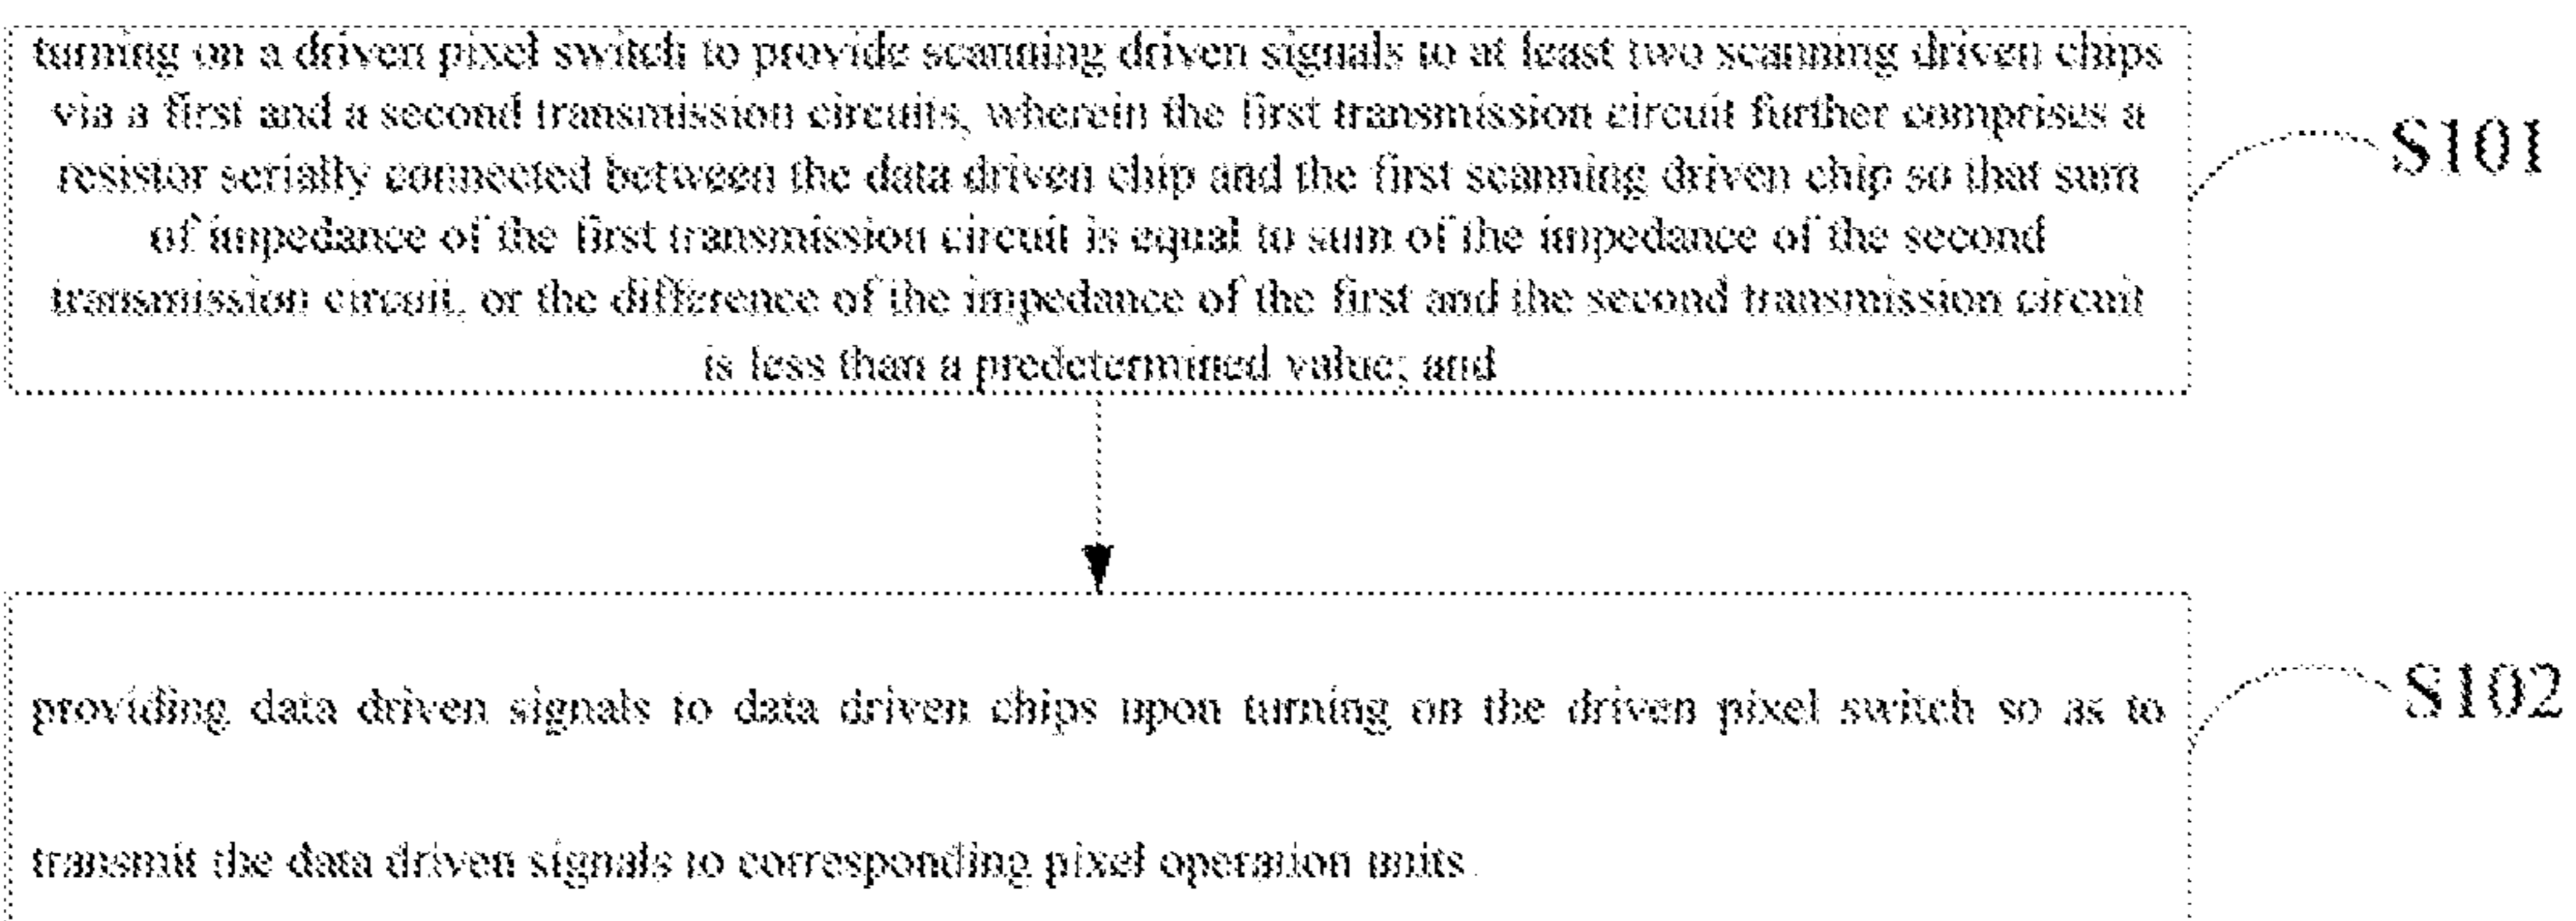 turning on a driven pixel switch to provide scanning driven signals to at least two scanning driven chips
via a first and a second transmission circuits, wherein the first transmission circuit further comprises a
resistor serially connected between the data driven chip and the first scanning driven chip so that sum
of impedance of the first transmission circuit is equal to sum of the impedance of the second
transmission circuit, or the difference of the impedance of the first and the second transmission circuit
is less than a predetermined value; and
S101
providing data driven signals to data driven chips upon turning on the driven pixel switch so as to
transmit the data driven signals to corresponding pixel operation units.
S102